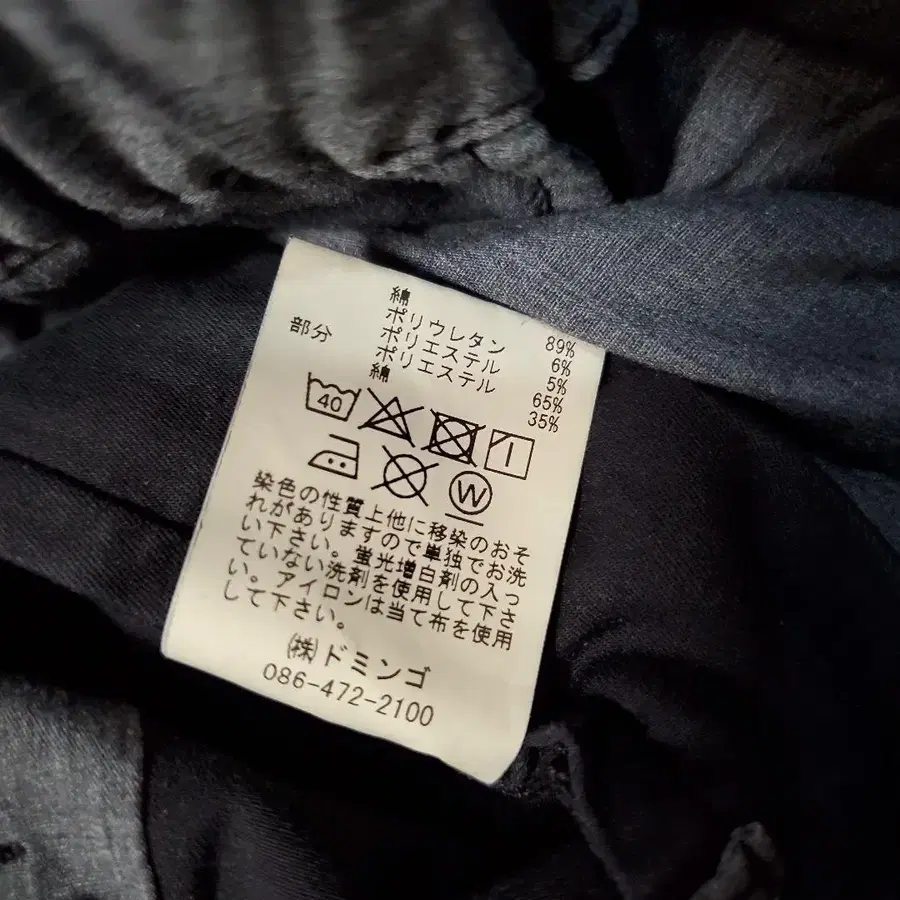 綿 89%
ポリウレタン 6%
ポリエステル 5%
部分 ポリエステル 65%
綿 35%
40
W
染色の性質上他に移染のおそ
れがありますので単独でお洗
い下さい。蛍光増白剤の入っ
ていない洗剤を使用して下さ
い。アイロンは当て布を使用
して下さい。
㈱ドミンゴ
086-472-2100